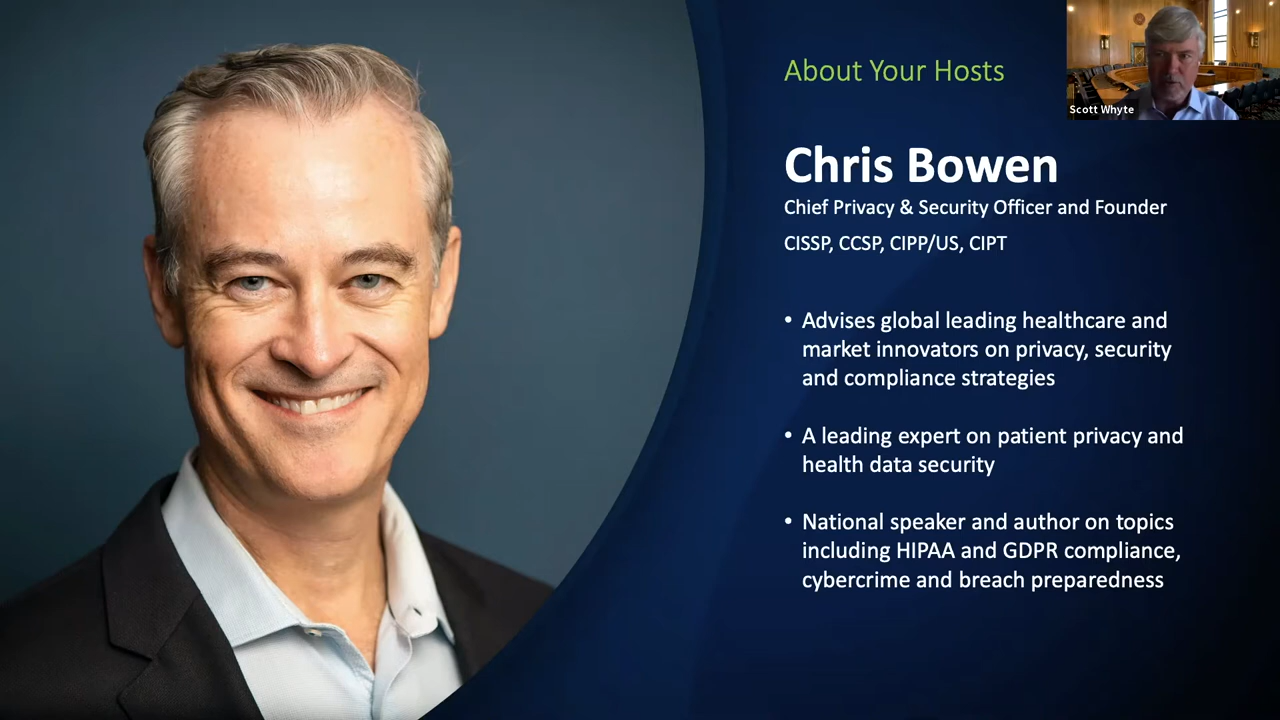 About Your Hosts
Scott Whyte
Chris Bowen
Chief Privacy & Security Officer and Founder
CISSP, CCSP, CIPP/US, CIPT
• Advises global leading healthcare and
market innovators on privacy, security
and compliance strategies
• A leading expert on patient privacy and
health data security
• National speaker and author on topics
including HIPAA and GDPR compliance,
cybercrime and breach preparedness